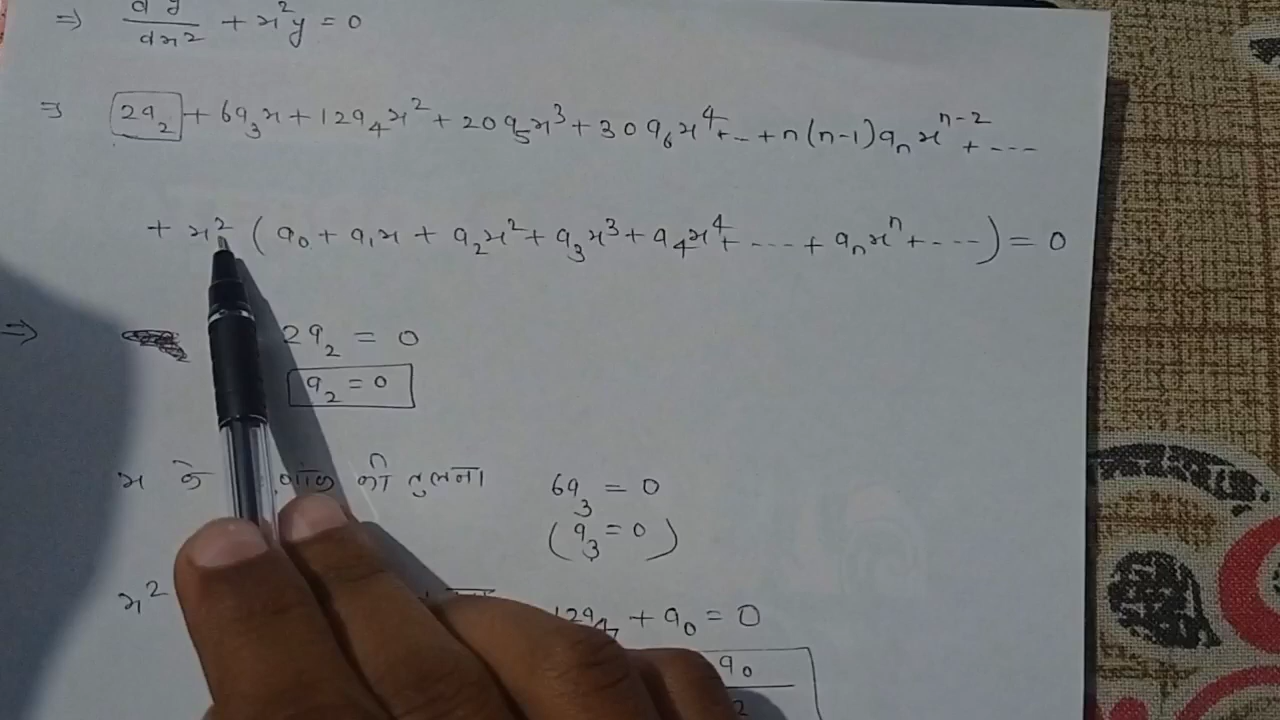 ⇒ d²y/dx² + x²y = 0
⇒ 2a₂ + 6a₃x + 12a₄x² + 20a₅x³ + 30a₆x⁴ + -- + n(n-1)aₙxⁿ⁻² + ---
+ x² (a₀ + a₁x + a₂x² + a₃x³ + a₄x⁴ + ---- + aₙxⁿ + ---) = 0
⇒ 2a₂ = 0
a₂ = 0
x के की तुलना 6a₃ = 0
(a₃ = 0)
x² 12a₄ + a₀ = 0
a₀